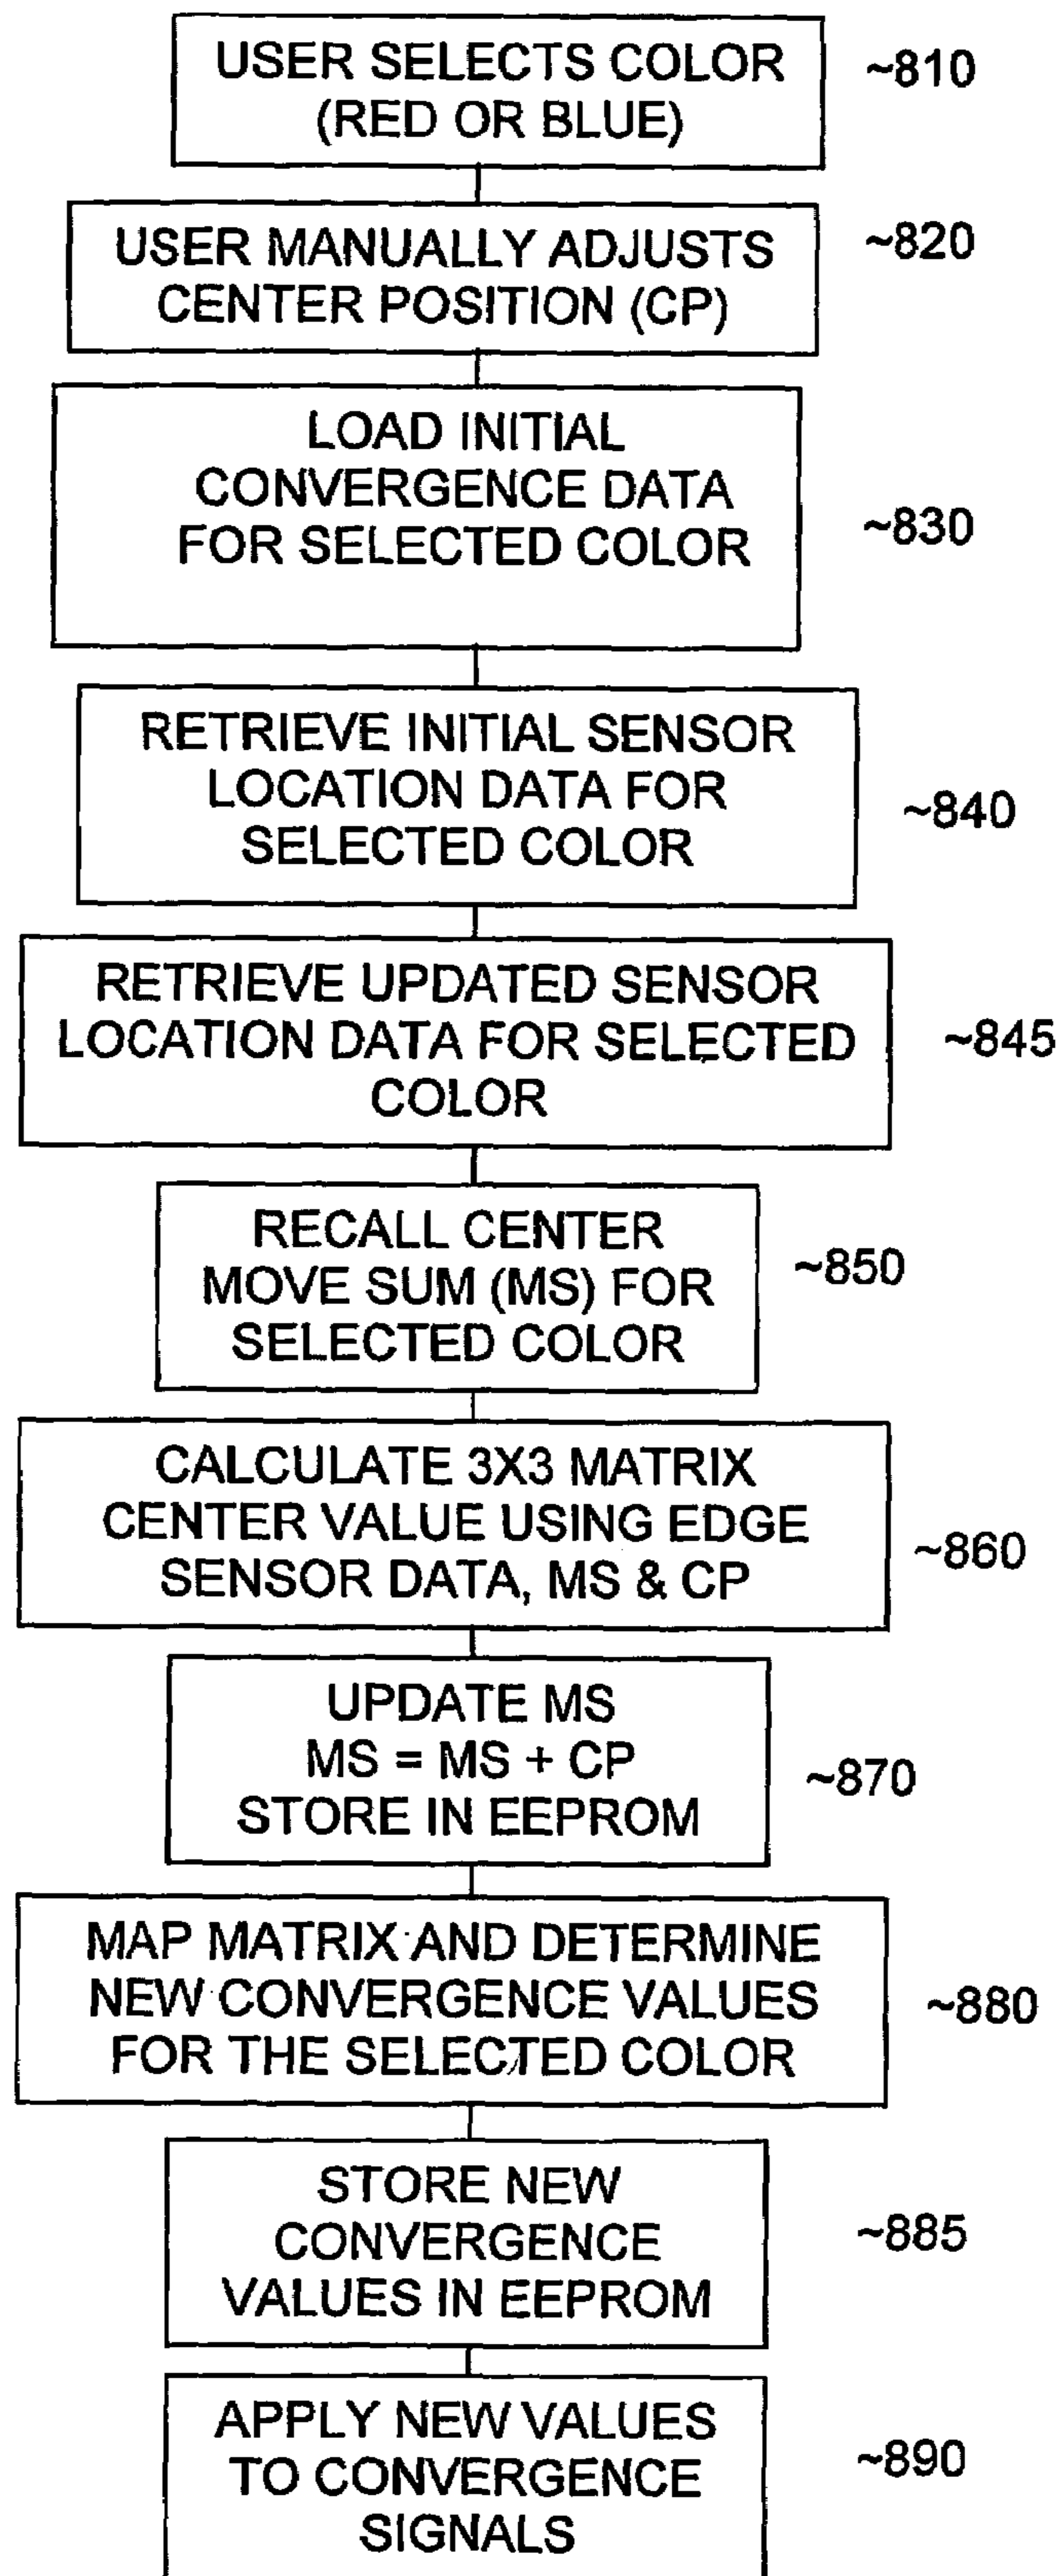 USER SELECTS COLOR
(RED OR BLUE)
~810
USER MANUALLY ADJUSTS
CENTER POSITION (CP)
~820
LOAD INITIAL
CONVERGENCE DATA
FOR SELECTED COLOR
~830
RETRIEVE INITIAL SENSOR
LOCATION DATA FOR
SELECTED COLOR
~840
RETRIEVE UPDATED SENSOR
LOCATION DATA FOR SELECTED
COLOR
~845
RECALL CENTER
MOVE SUM (MS) FOR
SELECTED COLOR
~850
CALCULATE 3X3 MATRIX
CENTER VALUE USING EDGE
SENSOR DATA, MS & CP
~860
UPDATE MS
MS = MS + CP
STORE IN EEPROM
~870
MAP MATRIX AND DETERMINE
NEW CONVERGENCE VALUES
FOR THE SELECTED COLOR
~880
STORE NEW
CONVERGENCE
VALUES IN EEPROM
~885
APPLY NEW VALUES
TO CONVERGENCE
SIGNALS
~890